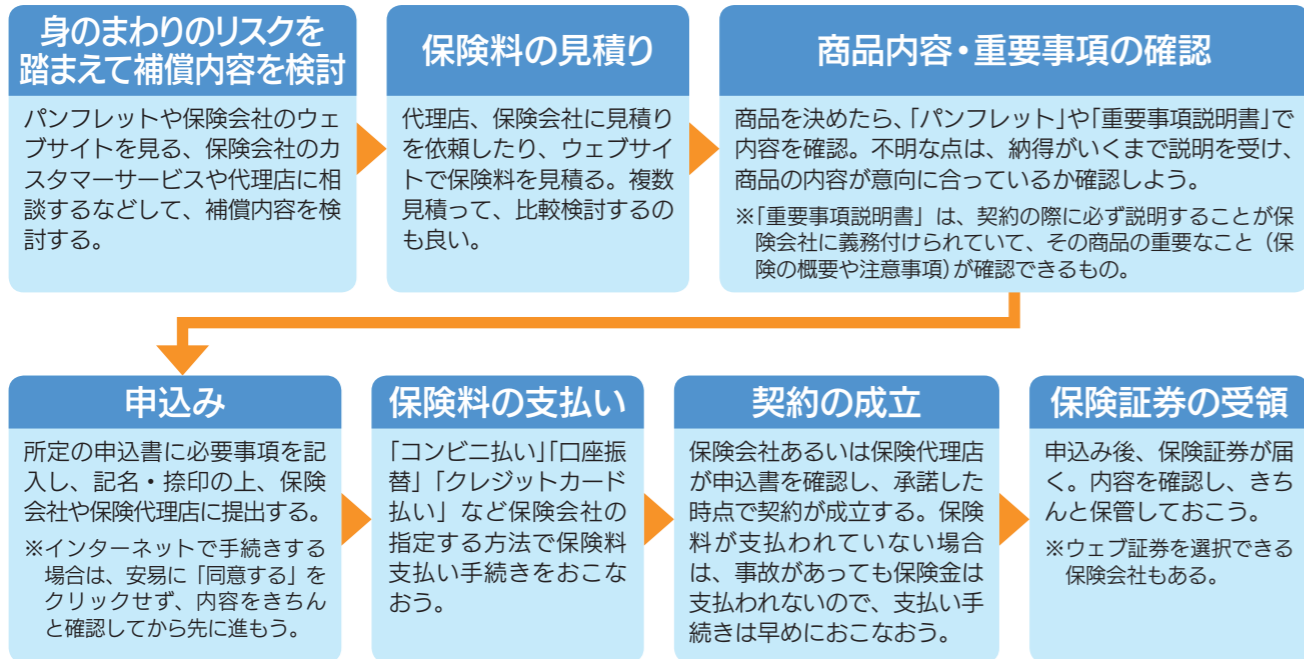 身のまわりのリスクを
踏まえて補償内容を検討
パンフレットや保険会社のウェ
ブサイトを見る、保険会社のカ
スタマーサービスや代理店に相
談するなどして、補償内容を検
討する。
保険料の見積り
代理店、保険会社に見積り
を依頼したり、ウェブサイ
トで保険料を見積る。複数
見積って、比較検討するの
も良い。
商品内容・重要事項の確認
商品を決めたら、「パンフレット」や「重要事項説明書」で
内容を確認。不明な点は、納得がいくまで説明を受け、
商品の内容が意向に合っているか確認しよう。
※「重要事項説明書」は、契約の際に必ず説明することが保
険会社に義務付けられていて、その商品の重要なこと（保
険の概要や注意事項）が確認できるもの。
申込み
所定の申込書に必要事項を記
入し、記名・捺印の上、保険
会社や保険代理店に提出する。
※インターネットで手続きする
場合は、安易に「同意する」を
クリックせず、内容をきちん
と確認してから先に進もう。
保険料の支払い
「コンビニ払い」「口座振
替」「クレジットカード
払い」など保険会社の
指定する方法で保険料
支払い手続きをおこな
おう。
契約の成立
保険会社あるいは保険代理店
が申込書を確認し、承諾した
時点で契約が成立する。保険
料が支払われていない場合
は、事故があっても保険金は
支払われないので、支払い手
続きは早めにおこなおう。
保険証券の受領
申込み後、保険証券が届
く。内容を確認し、きち
んと保管しておこう。
※ウェブ証券を選択できる
保険会社もある。